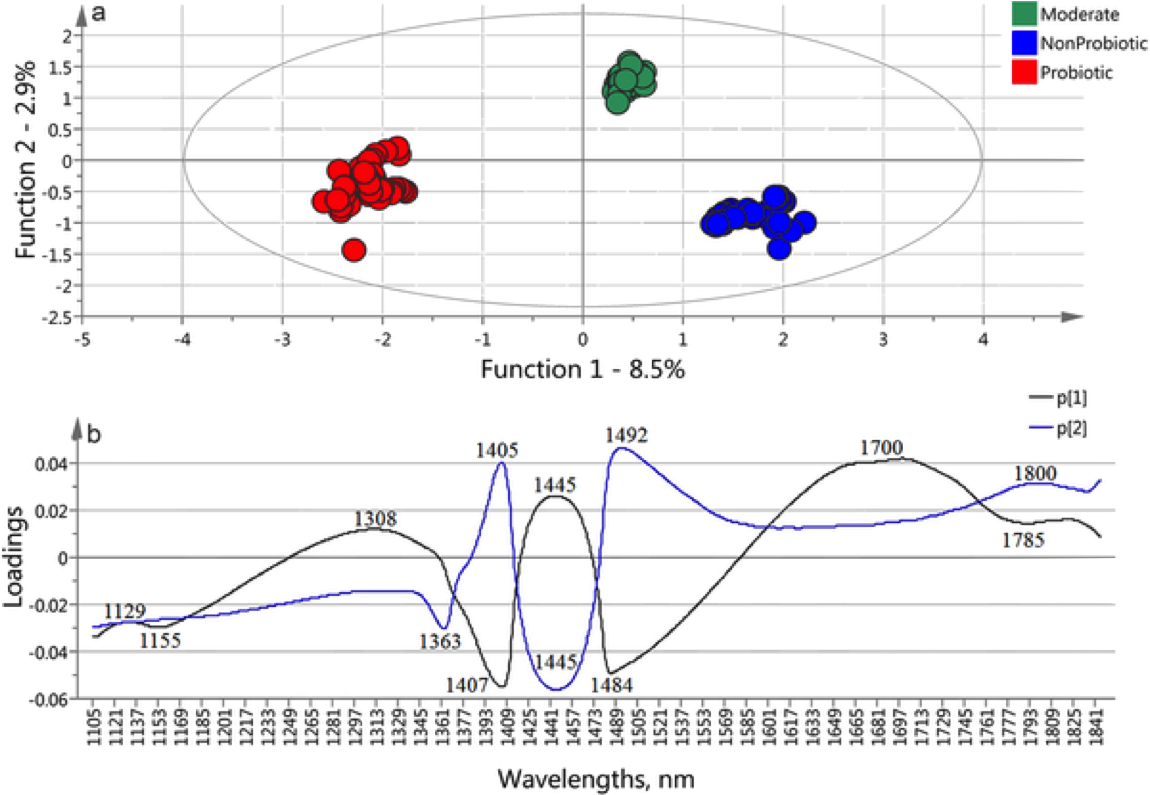 a
Moderate
NonProbiotic
Probiotic
Function 2 - 2.9%
2
1.5
1
0.5
0
-0.5
-1
-1.5
-2
-2.5
-5 -4 -3 -2 -1 0 1 2 3 4
Function 1 - 8.5%
b
p[1]
p[2]
Loadings
0.04
0.02
0
-0.02
-0.04
-0.06
1129
1155
1308
1363
1405
1407
1445
1445
1492
1484
1700
1800
1785
1105 1121 1137 1153 1169 1185 1201 1217 1233 1249 1265 1281 1297 1313 1329 1345 1361 1377 1393 1409 1425 1441 1457 1473 1489 1505 1521 1537 1553 1569 1585 1601 1617 1633 1649 1665 1681 1697 1713 1729 1745 1761 1777 1793 1809 1825 1841
Wavelengths, nm